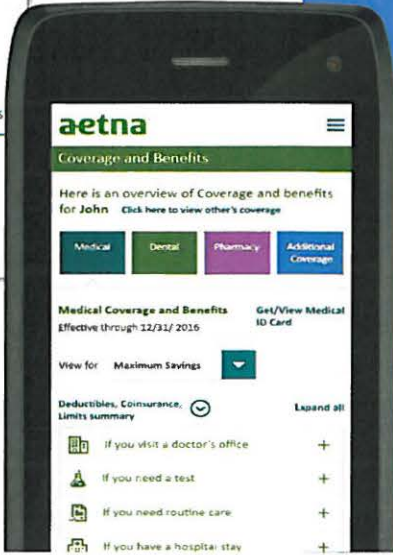 s
aetna
Coverage and Benefits
Here is an overview of Coverage and benefits
for John Click here to view other's coverage
Medical
Dental
Pharmacy
Additional
Coverage
Medical Coverage and Benefits
Effective through 12/31/ 2016
Get/View Medical
ID Card
View for Maximum Savings
Deductibles, Coinsurance,
Limits summary
Expand all
If you visit a doctor's office +
If you need a test +
If you need routine care +
If you have a hospital stay +